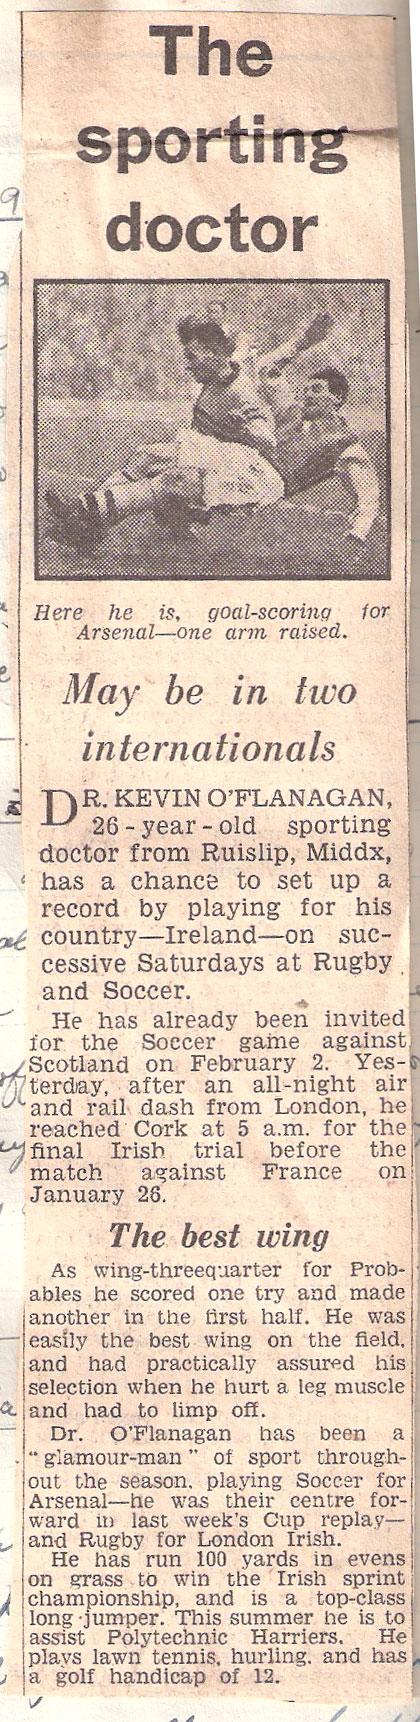 The
sporting
doctor
Here he is, goal-scoring for
Arsenal—one arm raised.
May be in two
internationals
DR. KEVIN O'FLANAGAN,
26-year-old sporting
doctor from Ruislip, Middx,
has a chance to set up a
record by playing for his
country—Ireland—on suc-
cessive Saturdays at Rugby
and Soccer.
He has already been invited
for the Soccer game against
Scotland on February 2. Yes-
terday, after an all-night air
and rail dash from London, he
reached Cork at 5 a.m. for the
final Irish trial before the
match against France on
January 26.
The best wing
As wing-threequarter for Prob-
ables he scored one try and made
another in the first half. He was
easily the best wing on the field,
and had practically assured his
selection when he hurt a leg muscle
and had to limp off.
Dr. O'Flanagan has been a
"glamour-man" of sport through-
out the season, playing Soccer for
Arsenal—he was their centre for-
ward in last week's Cup replay—
and Rugby for London Irish.
He has run 100 yards in evens
on grass to win the Irish sprint
championship, and is a top-class
long jumper. This summer he is to
assist Polytechnic Harriers. He
plays lawn tennis, hurling, and has
a golf handicap of 12.